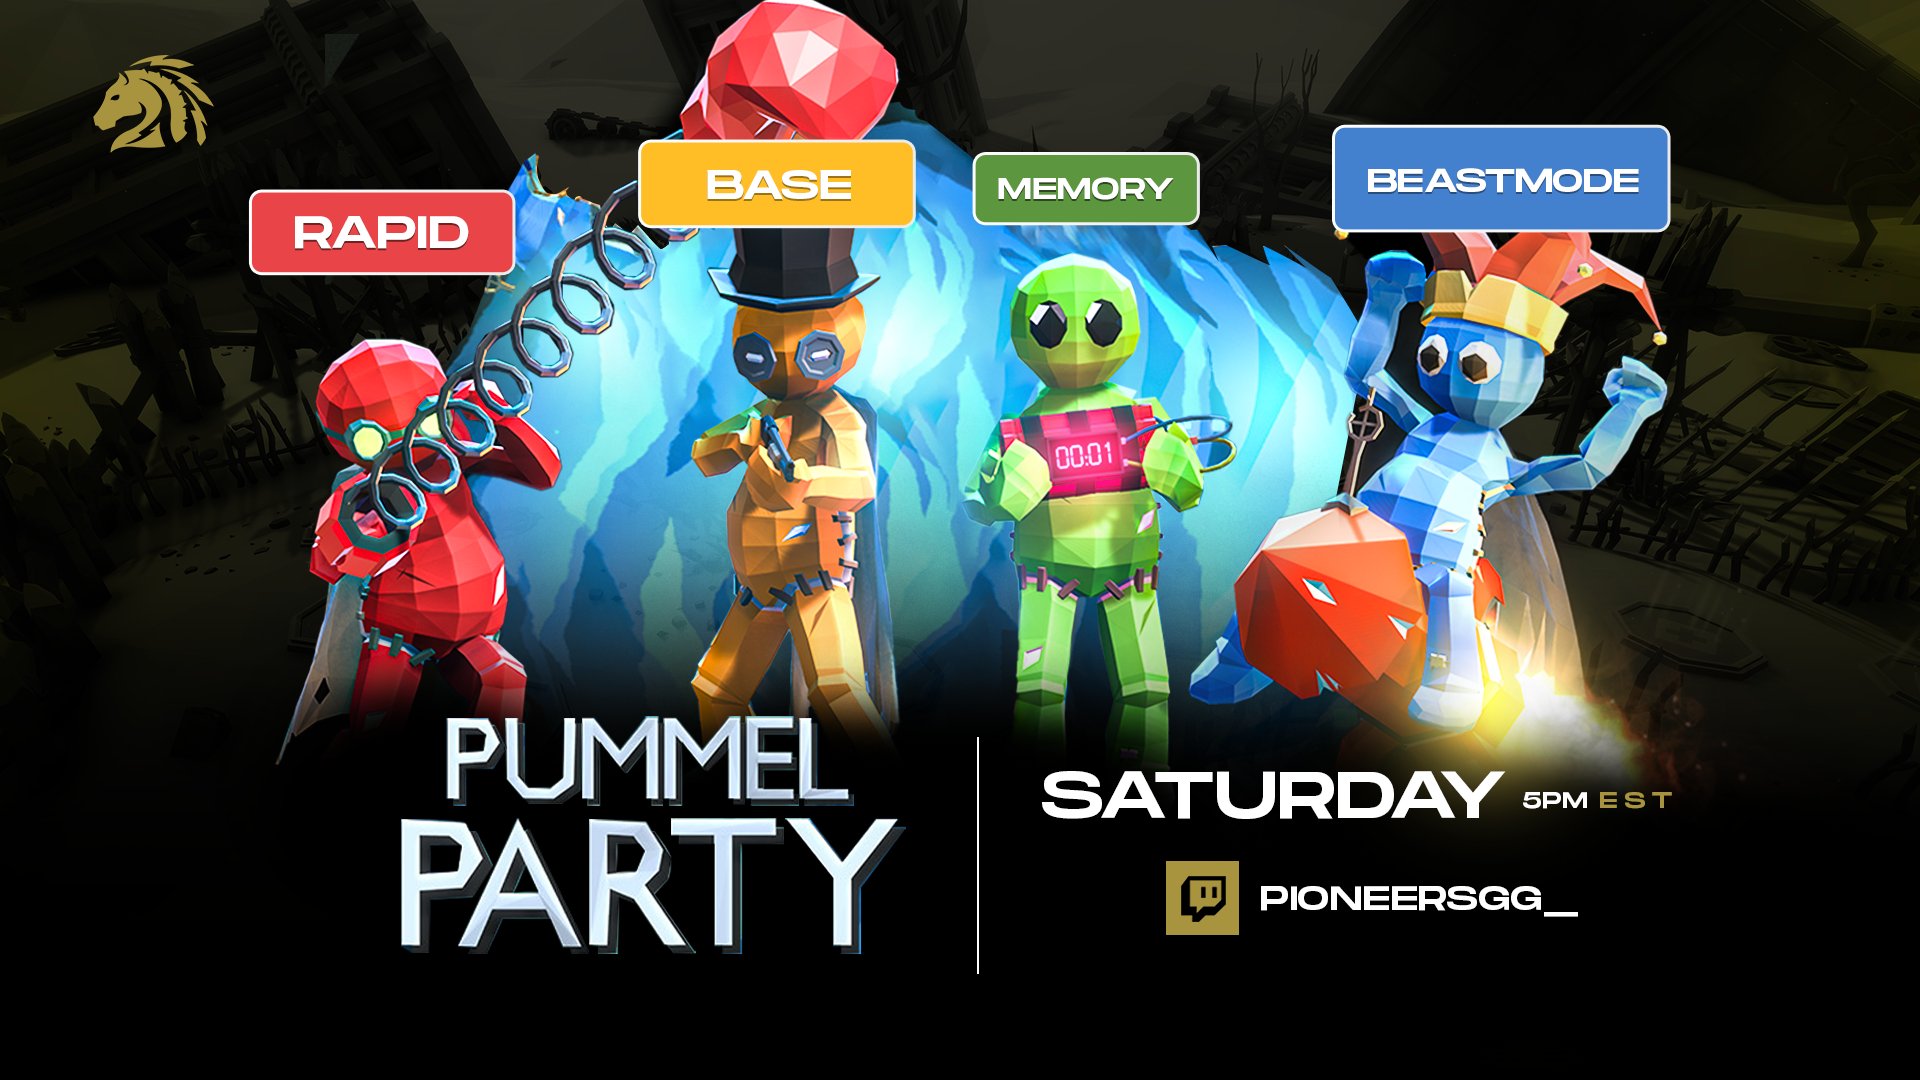 RAPID
BASE
MEMORY
BEASTMODE
00:01
PUMMEL
PARTY
SATURDAY 5PM EST
PIONEERSGG_